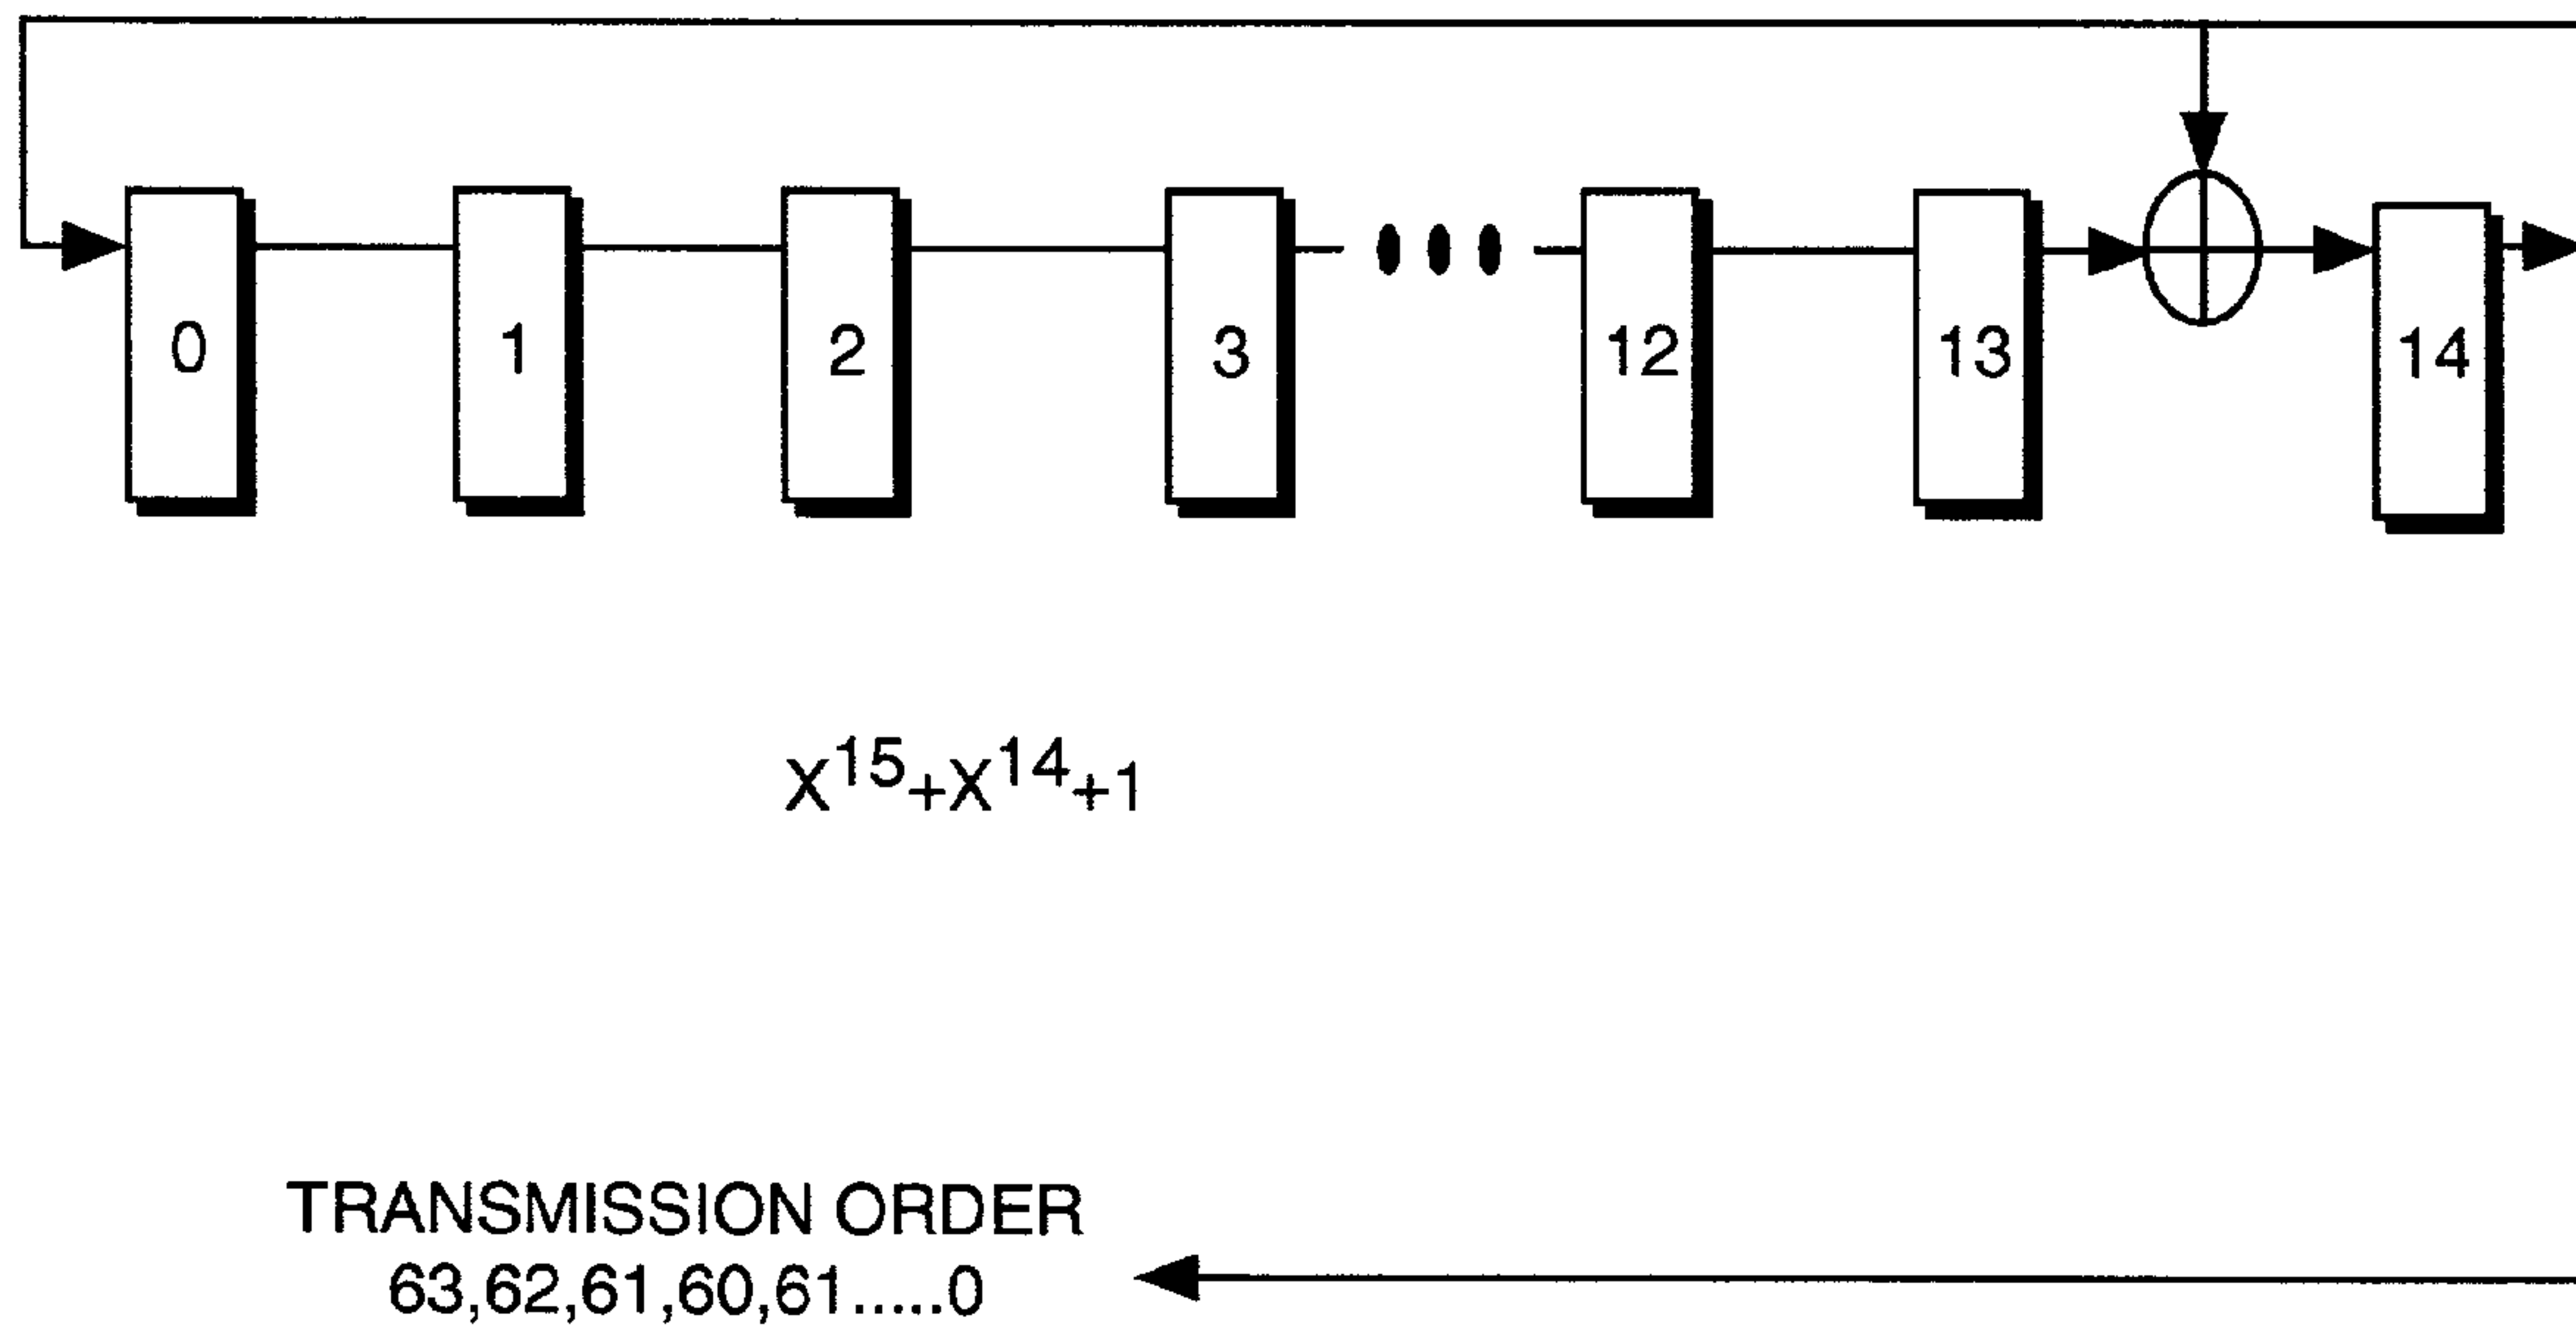 0 1 2 3 12 13 14
X¹⁵+X¹⁴+1
TRANSMISSION ORDER
63,62,61,60,61.....0